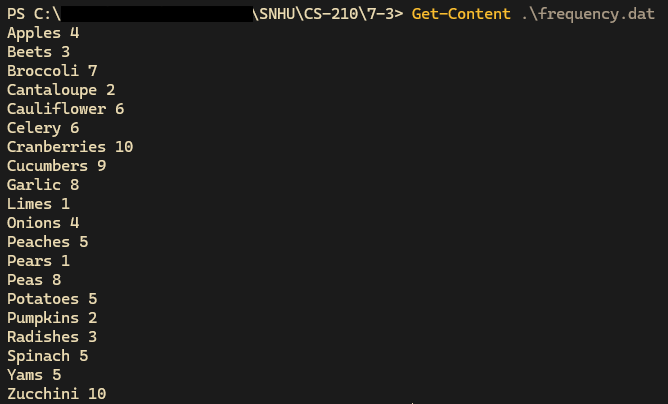 PS C:\ \SNHU\CS-210\7-3> Get-Content .\frequency.dat
Apples 4
Beets 3
Broccoli 7
Cantaloupe 2
Cauliflower 6
Celery 6
Cranberries 10
Cucumbers 9
Garlic 8
Limes 1
Onions 4
Peaches 5
Pears 1
Peas 8
Potatoes 5
Pumpkins 2
Radishes 3
Spinach 5
Yams 5
Zucchini 10